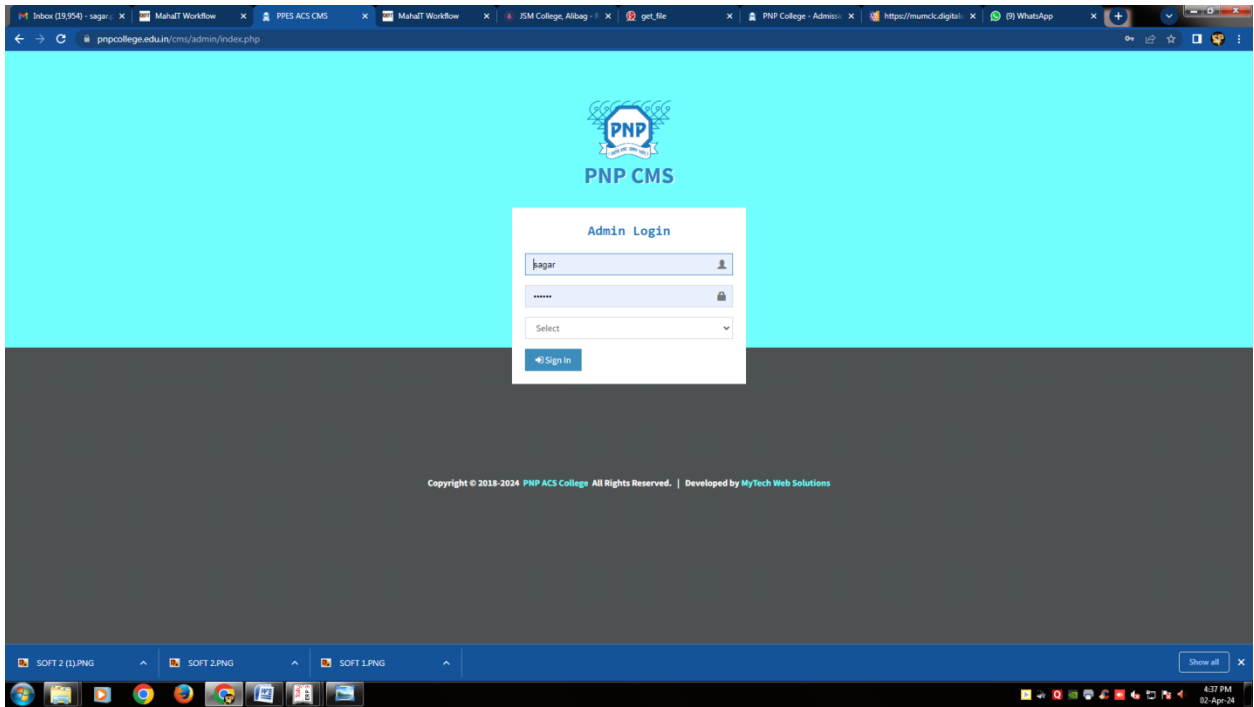 Inbox (19,954) - sagar.p
MahaIT Workflow
PPES ACS CMS
MahaIT Workflow
JSM College, Alibag -
get_file
PNP College - Admissio
https://mumclc.digital
(9) WhatsApp
pnpcollege.edu.in/cms/admin/index.php
PNP
PNP CMS
Admin Login
sagar
••••••
Select
Sign In
Copyright © 2018-2024 PNP ACS College All Rights Reserved. | Developed by MyTech Web Solutions
SOFT 2 (1).PNG
SOFT 2.PNG
SOFT 1.PNG
Show all
4:37 PM
02-Apr-24